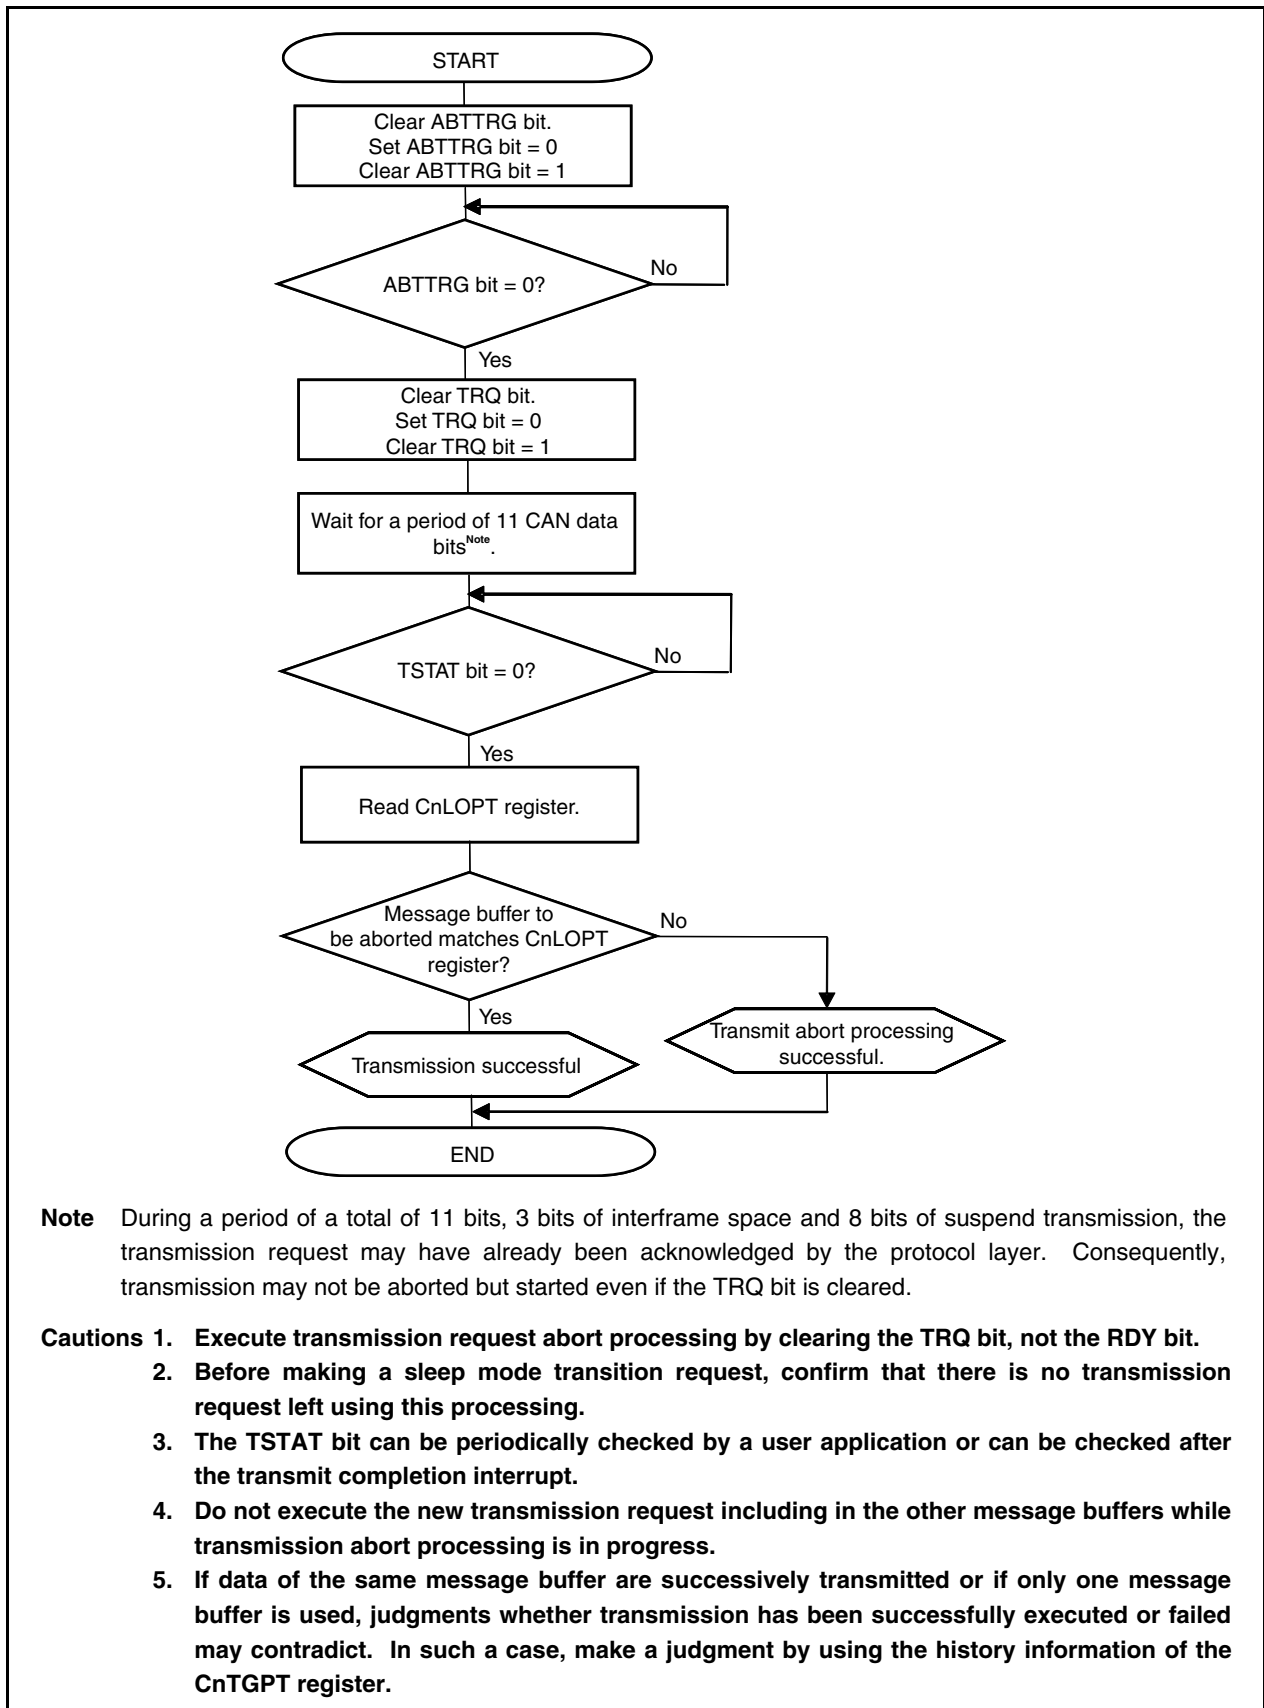 START
Clear ABTTRG bit.
Set ABTTRG bit = 0
Clear ABTTRG bit = 1
ABTTRG bit = 0?
No
Yes
Clear TRQ bit.
Set TRQ bit = 0
Clear TRQ bit = 1
Wait for a period of 11 CAN data
bitsNote.
TSTAT bit = 0?
No
Yes
Read CnLOPT register.
Message buffer to
be aborted matches CnLOPT
register?
No
Yes
Transmit abort processing
successful.
Transmission successful
END
Note During a period of a total of 11 bits, 3 bits of interframe space and 8 bits of suspend transmission, the
transmission request may have already been acknowledged by the protocol layer. Consequently,
transmission may not be aborted but started even if the TRQ bit is cleared.
Cautions 1. Execute transmission request abort processing by clearing the TRQ bit, not the RDY bit.
2. Before making a sleep mode transition request, confirm that there is no transmission
request left using this processing.
3. The TSTAT bit can be periodically checked by a user application or can be checked after
the transmit completion interrupt.
4. Do not execute the new transmission request including in the other message buffers while
transmission abort processing is in progress.
5. If data of the same message buffer are successively transmitted or if only one message
buffer is used, judgments whether transmission has been successfully executed or failed
may contradict. In such a case, make a judgment by using the history information of the
CnTGPT register.